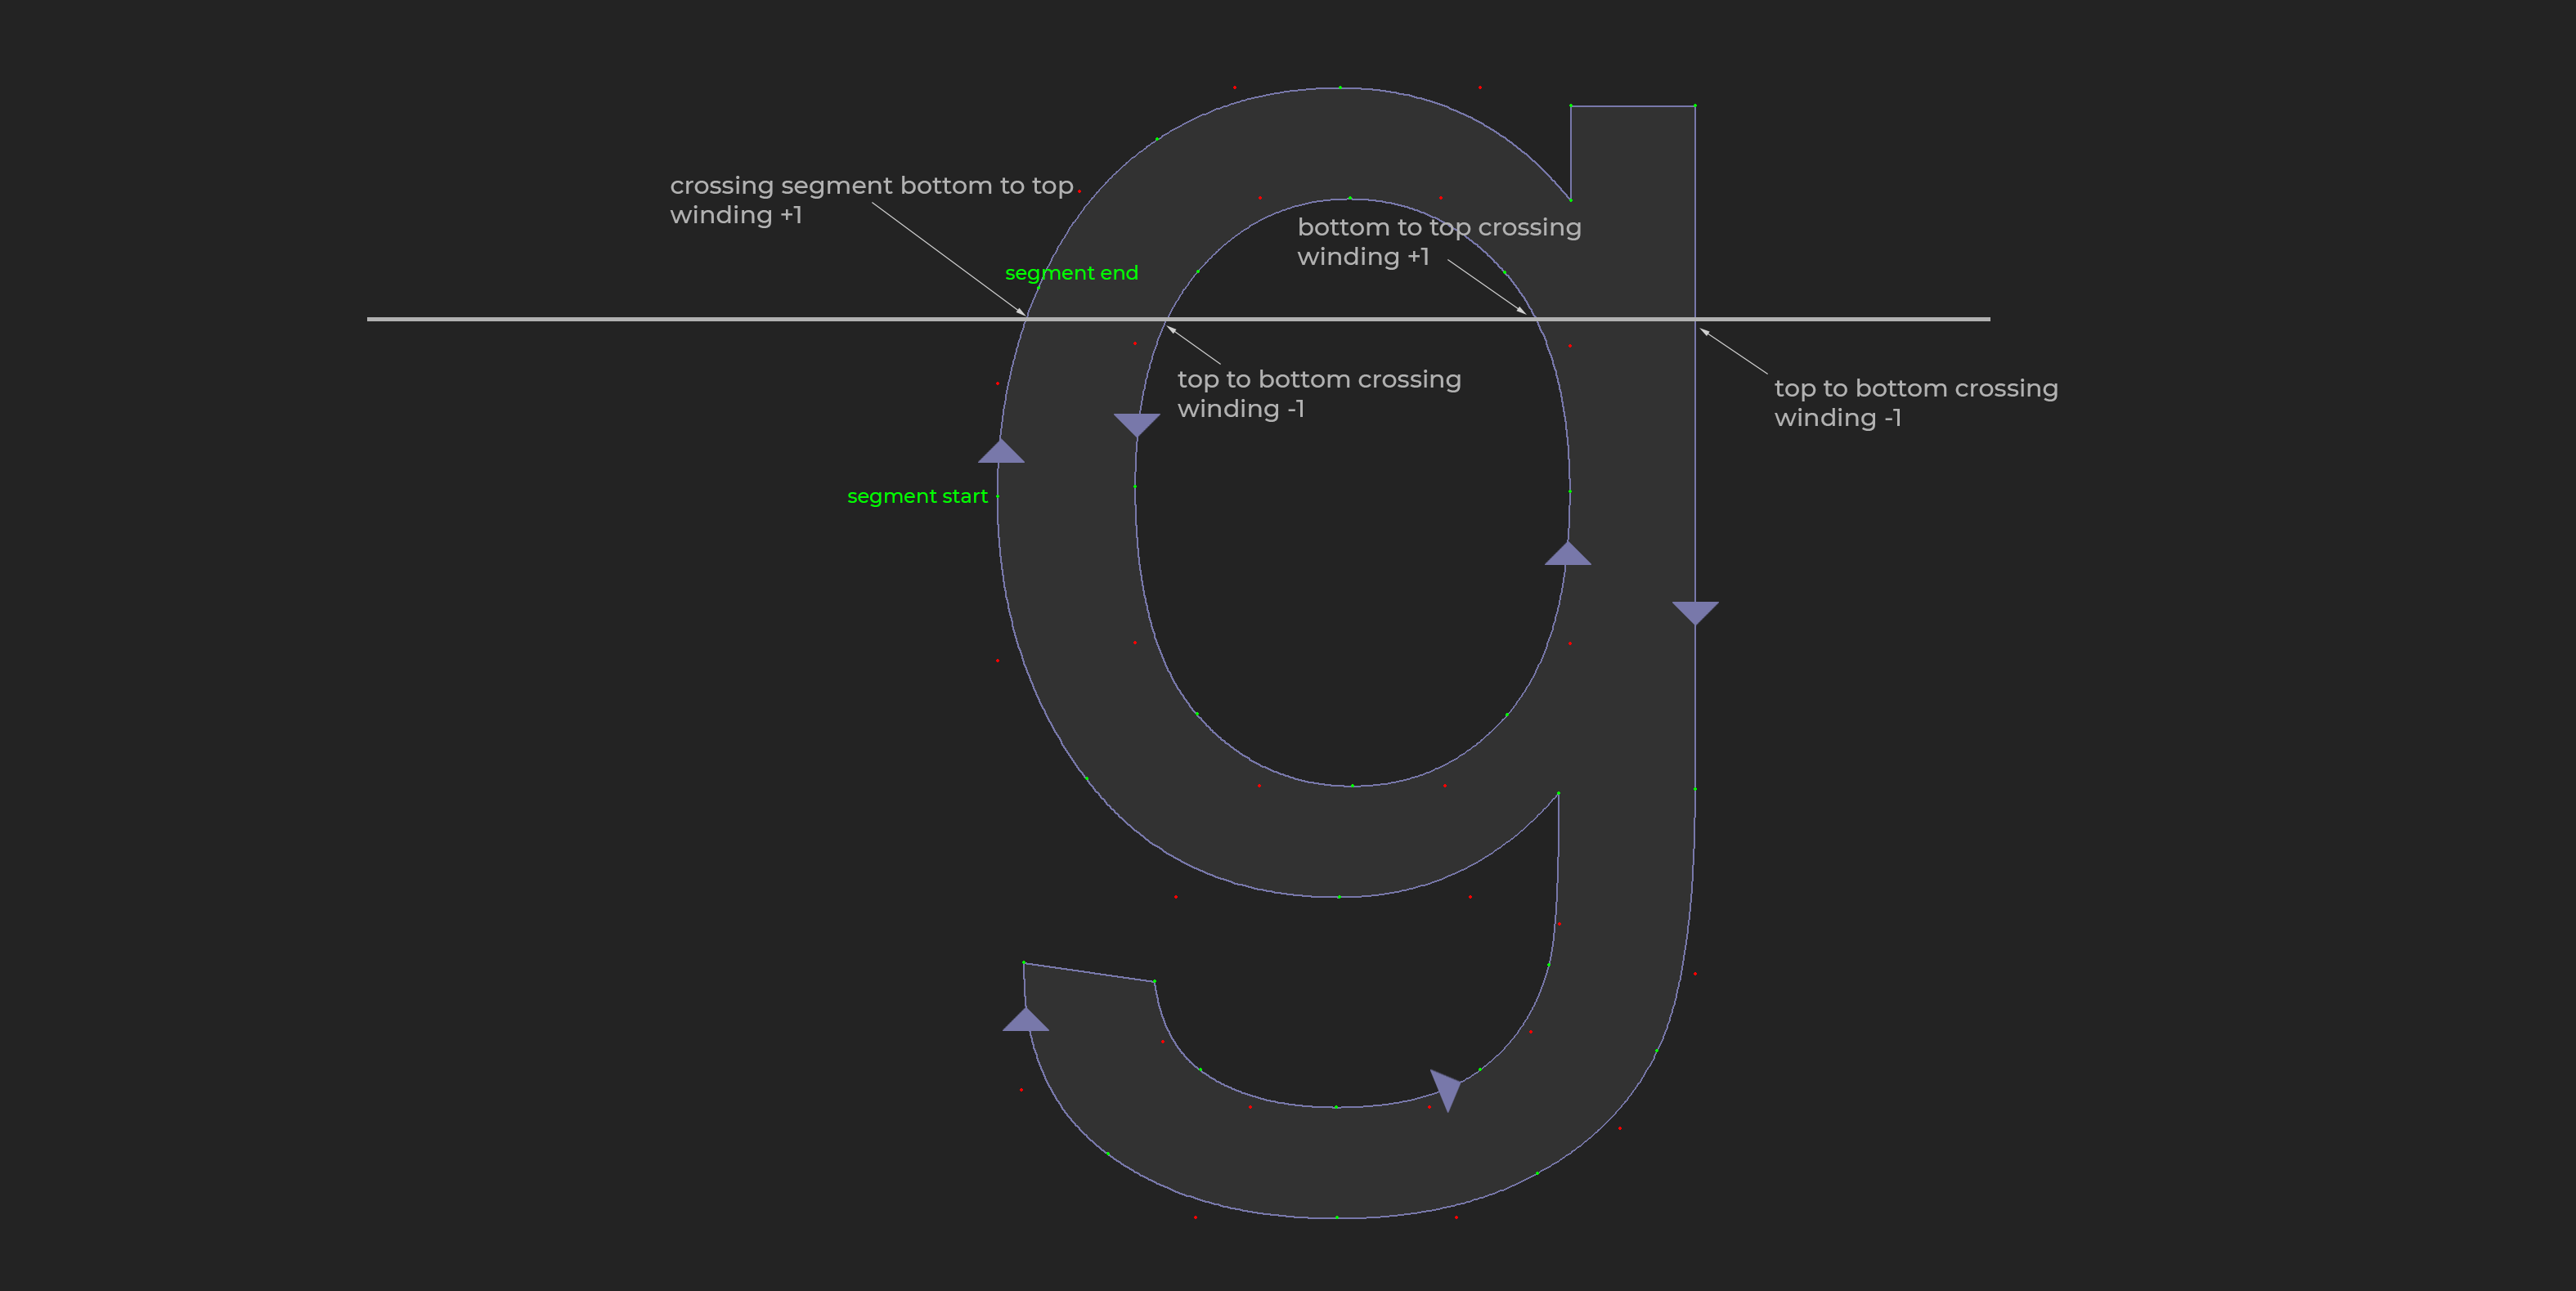 crossing segment bottom to top
winding +1
bottom to top crossing
winding +1
segment end
top to bottom crossing
winding -1
top to bottom crossing
winding -1
segment start
g